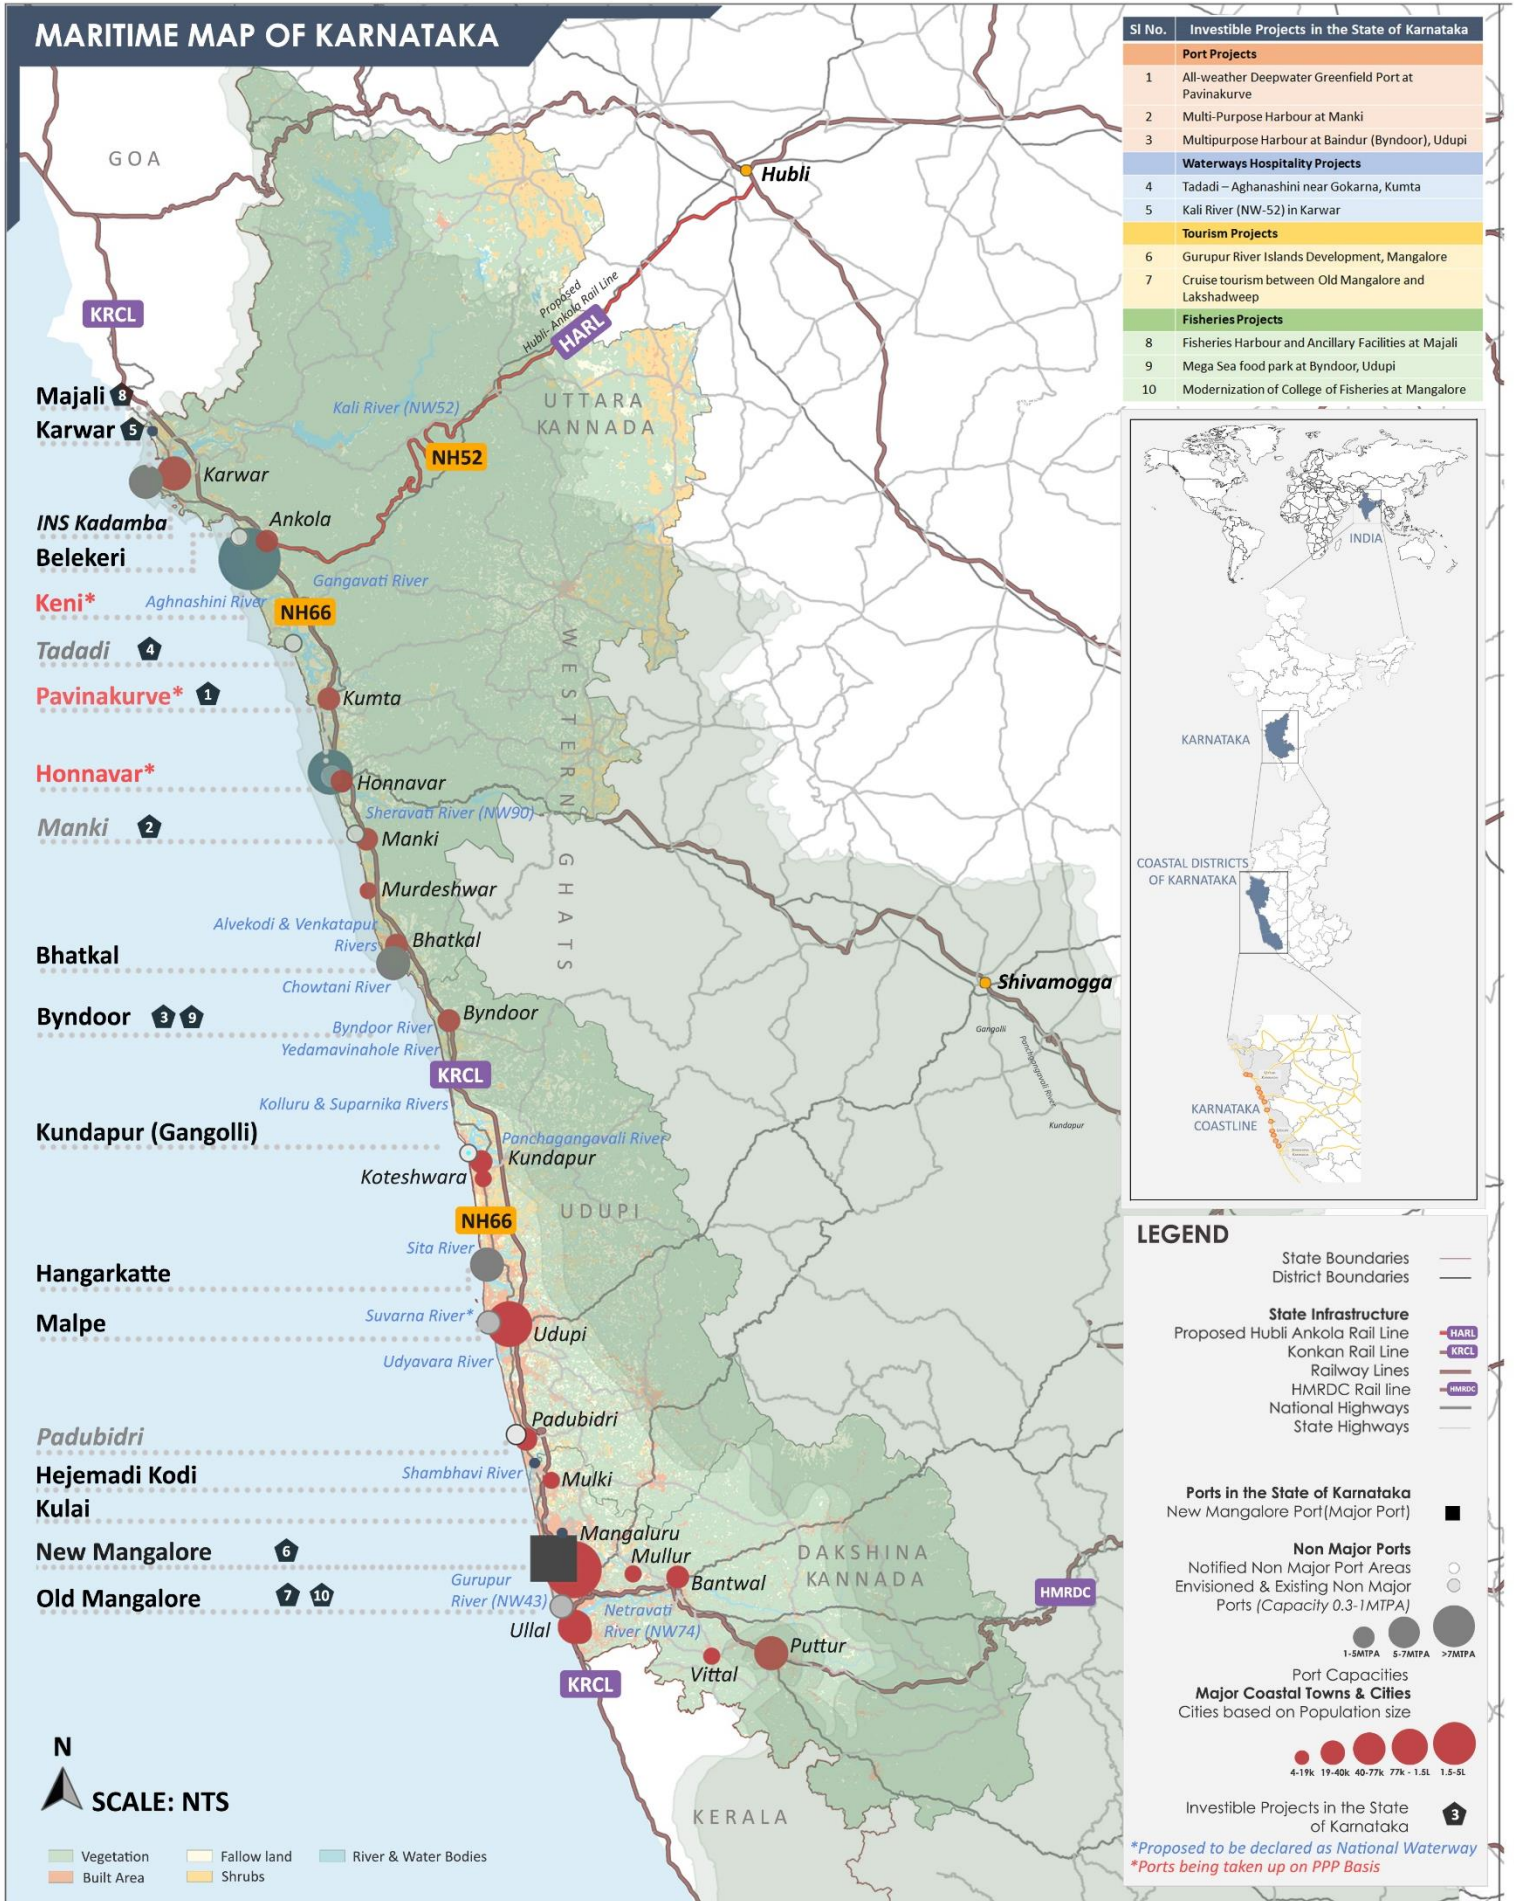 MARITIME MAP OF KARNATAKA
Sl No. Investible Projects in the State of Karnataka
Port Projects
1 All-weather Deepwater Greenfield Port at
Pavinakurve
2 Multi-Purpose Harbour at Manki
3 Multipurpose Harbour at Baindur (Byndoor), Udupi
Waterways Hospitality Projects
4 Tadadi – Aghanashini near Gokarna, Kumta
5 Kali River (NW-52) in Karwar
Tourism Projects
6 Gurupur River Islands Development, Mangalore
7 Cruise tourism between Old Mangalore and
Lakshadweep
Fisheries Projects
8 Fisheries Harbour and Ancillary Facilities at Majali
9 Mega Sea food park at Byndoor, Udupi
10 Modernization of College of Fisheries at Mangalore
GOA
Hubli
Proposed
Hubli- Ankola Rail Line
HARL
KRCL
Majali 8
Karwar 5
Kali River (NW52)
UTTARA
KANNADA
NH52
Karwar
INS Kadamba
Ankola
Belekeri
Gangavati River
Keni*
Aghnashini River
NH66
Tadadi 4
Pavinakurve* 1
Kumta
WESTERN GHATS
Honnavar*
Honnavar
Sheravati River (NW90)
Manki 2
Manki
Murdeshwar
Alvekodi & Venkatapur
Rivers
Bhatkal
Bhatkal
Chowtani River
Shivamogga
Byndoor 3 9
Byndoor
Byndoor River
Yedamavinahole River
Gangolli
Panchagangavali River
Kundapur
KRCL
Kolluru & Suparnika Rivers
Kundapur (Gangolli)
Panchagangavali River
Kundapur
Koteshwara
NH66
UDUPI
Sita River
Hangarkatte
Malpe
Suvarna River*
Udupi
Udyavara River
Padubidri
Padubidri
Hejemadi Kodi
Shambhavi River
Mulki
Kulai
Mangaluru
New Mangalore 6
Mullur
DAKSHINA
KANNADA
Bantwal
Old Mangalore 7 10
Gurupur
River (NW43)
Netravati
River (NW74)
HMRDC
Ullal
Puttur
Vittal
KRCL
KERALA
N
SCALE: NTS
Vegetation
Fallow land
River & Water Bodies
Built Area
Shrubs
INDIA
KARNATAKA
COASTAL DISTRICTS
OF KARNATAKA
KARNATAKA
COASTLINE
LEGEND
State Boundaries
District Boundaries
State Infrastructure
Proposed Hubli Ankola Rail Line HARL
Konkan Rail Line KRCL
Railway Lines
HMRDC Rail line HMRDC
National Highways
State Highways
Ports in the State of Karnataka
New Mangalore Port(Major Port)
Non Major Ports
Notified Non Major Port Areas
Envisioned & Existing Non Major
Ports (Capacity 0.3-1MTPA)
1-5MTPA 5-7MTPA >7MTPA
Port Capacities
Major Coastal Towns & Cities
Cities based on Population size
4-19k 19-40k 40-77k 77k - 1.5L 1.5-5L
Investible Projects in the State
of Karnataka 3
*Proposed to be declared as National Waterway
*Ports being taken up on PPP Basis